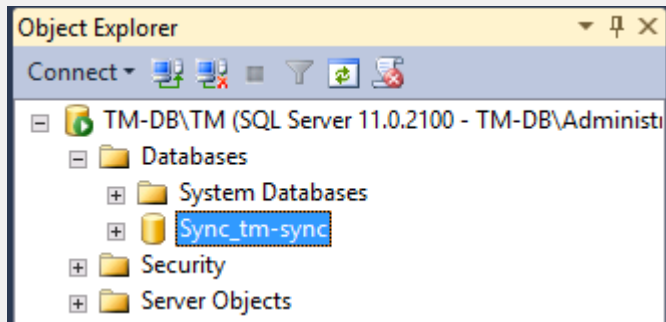 Object Explorer
Connect
TM-DB\TM (SQL Server 11.0.2100 - TM-DB\Administr
Databases
System Databases
Sync_tm-sync
Security
Server Objects